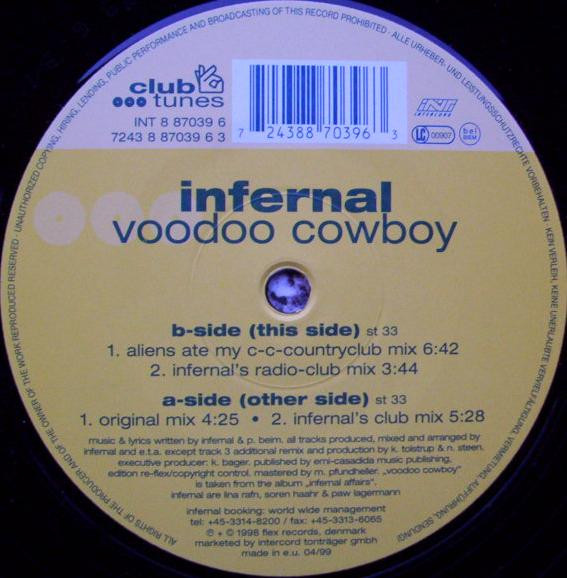 UNAUTHORIZED COPYING, HIRING, LENDING, PUBLIC PERFORMANCE AND BROADCASTING OF THIS RECORD PROHIBITED · ALLE URHEBER- UND LEISTUNGSSCHUTZRECHTE VORBEHALTEN · KEIN VERLEIH, KEINE UNERLAUBTE VERVIELFÄLTIGUNG, VERMIETUNG, AUFFÜHRUNG, SENDUNG!
ALL RIGHTS OF THE PRODUCER AND OF THE OWNER OF THE WORK REPRODUCED RESERVED ·
club
tunes
INT 8 87039 6
7243 8 87039 6 3
7 24388 70396 3
INT
INTERCORD
LC 00907
bel
BIEM
infernal
voodoo cowboy
b-side (this side) st 33
1. aliens ate my c-c-countryclub mix 6:42
2. infernal's radio-club mix 3:44
a-side (other side) st 33
1. original mix 4:25 • 2. infernal's club mix 5:28
music & lyrics written by infernal & p. beim. all tracks produced, mixed and arranged by
infernal and e.t.a. except track 3 additional remix and production by k. tolstrup & n. steen.
executive producer: k. bager. published by emi-casadida music publishing,
edition re-flex/copyright control. mastered by m. pfundheller. „voodoo cowboy"
is taken from the album „infernal affairs".
infernal are lina rafn, soren haahr & paw lagermann
infernal booking: world wide management
tel: +45-3314-8200 / fax: +45-3313-6065
℗ + © 1998 flex records, denmark
marketed by intercord tonträger gmbh
made in e.u. 04/99